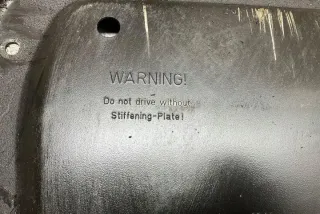 WARNING!
Do not drive without
Stiffening-Plate!